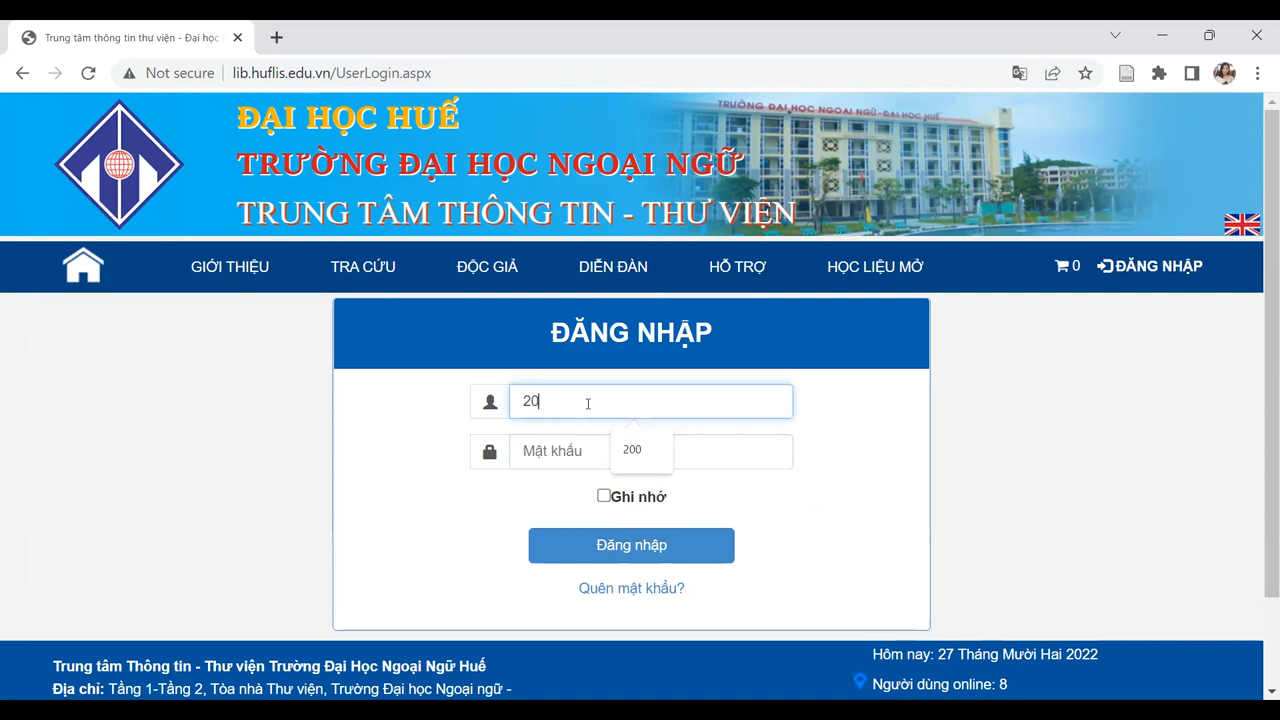 Trung tâm thông tin thư viện - Đại học
Not secure
lib.huflis.edu.vn/UserLogin.aspx
TRƯỜNG ĐẠI HỌC NGOẠI NGỮ - ĐẠI HỌC HUẾ
ĐẠI HỌC HUẾ
TRƯỜNG ĐẠI HỌC NGOẠI NGỮ
TRUNG TÂM THÔNG TIN - THƯ VIỆN
GIỚI THIỆU TRA CỨU ĐỘC GIẢ DIỄN ĐÀN HỖ TRỢ HỌC LIỆU MỞ 0 ĐĂNG NHẬP
ĐĂNG NHẬP
20
Mật khẩu
200
Ghi nhớ
Đăng nhập
Quên mật khẩu?
Trung tâm Thông tin - Thư viện Trường Đại Học Ngoại Ngữ Huế
Địa chỉ: Tầng 1-Tầng 2, Tòa nhà Thư viện, Trường Đại học Ngoại ngữ -
Hôm nay: 27 Tháng Mười Hai 2022
Người dùng online: 8